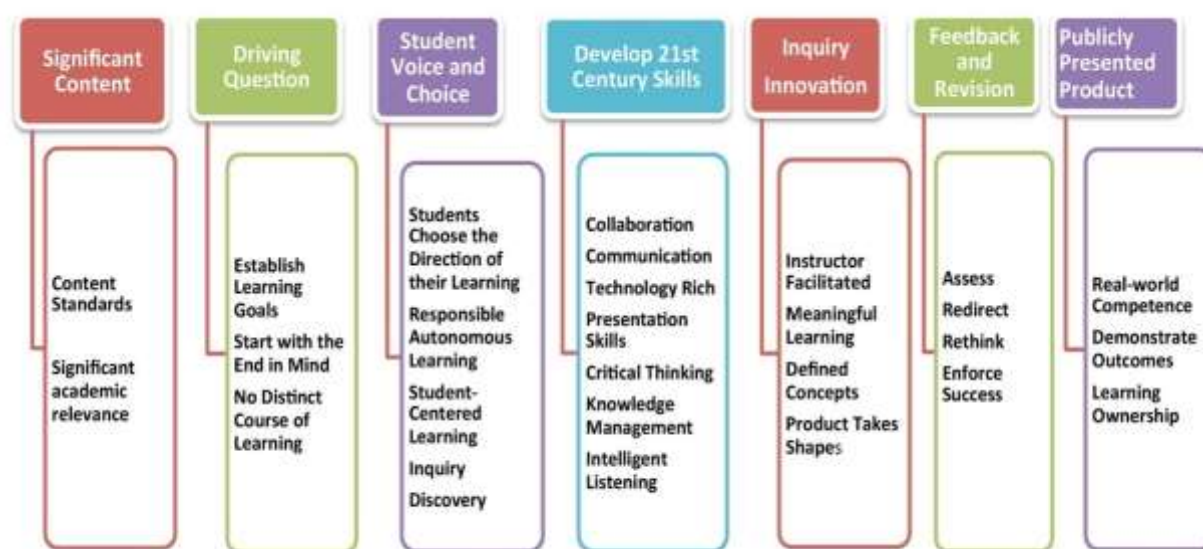 Significant
Content
Content
Standards
Significant
academic
relevance
Driving
Question
Establish
Learning
Goals
Start with the
End in Mind
No Distinct
Course of
Learning
Student
Voice and
Choice
Students
Choose the
Direction of
their Learning
Responsible
Autonomous
Learning
Student-
Centered
Learning
Inquiry
Discovery
Develop 21st
Century Skills
Collaboration
Communication
Technology Rich
Presentation
Skills
Critical Thinking
Knowledge
Management
Intelligent
Listening
Inquiry
Innovation
Instructor
Facilitated
Meaningful
Learning
Defined
Concepts
Product Takes
Shapes
Feedback
and
Revision
Assess
Redirect
Rethink
Enforce
Success
Publicly
Presented
Product
Real-world
Competence
Demonstrate
Outcomes
Learning
Ownership